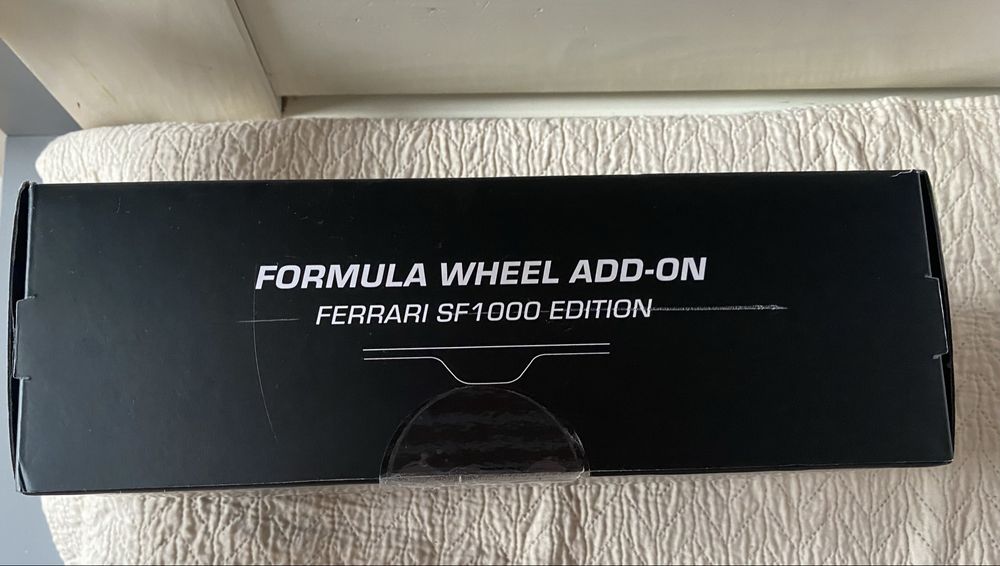 FORMULA WHEEL ADD-ON
FERRARI SF1000 EDITION